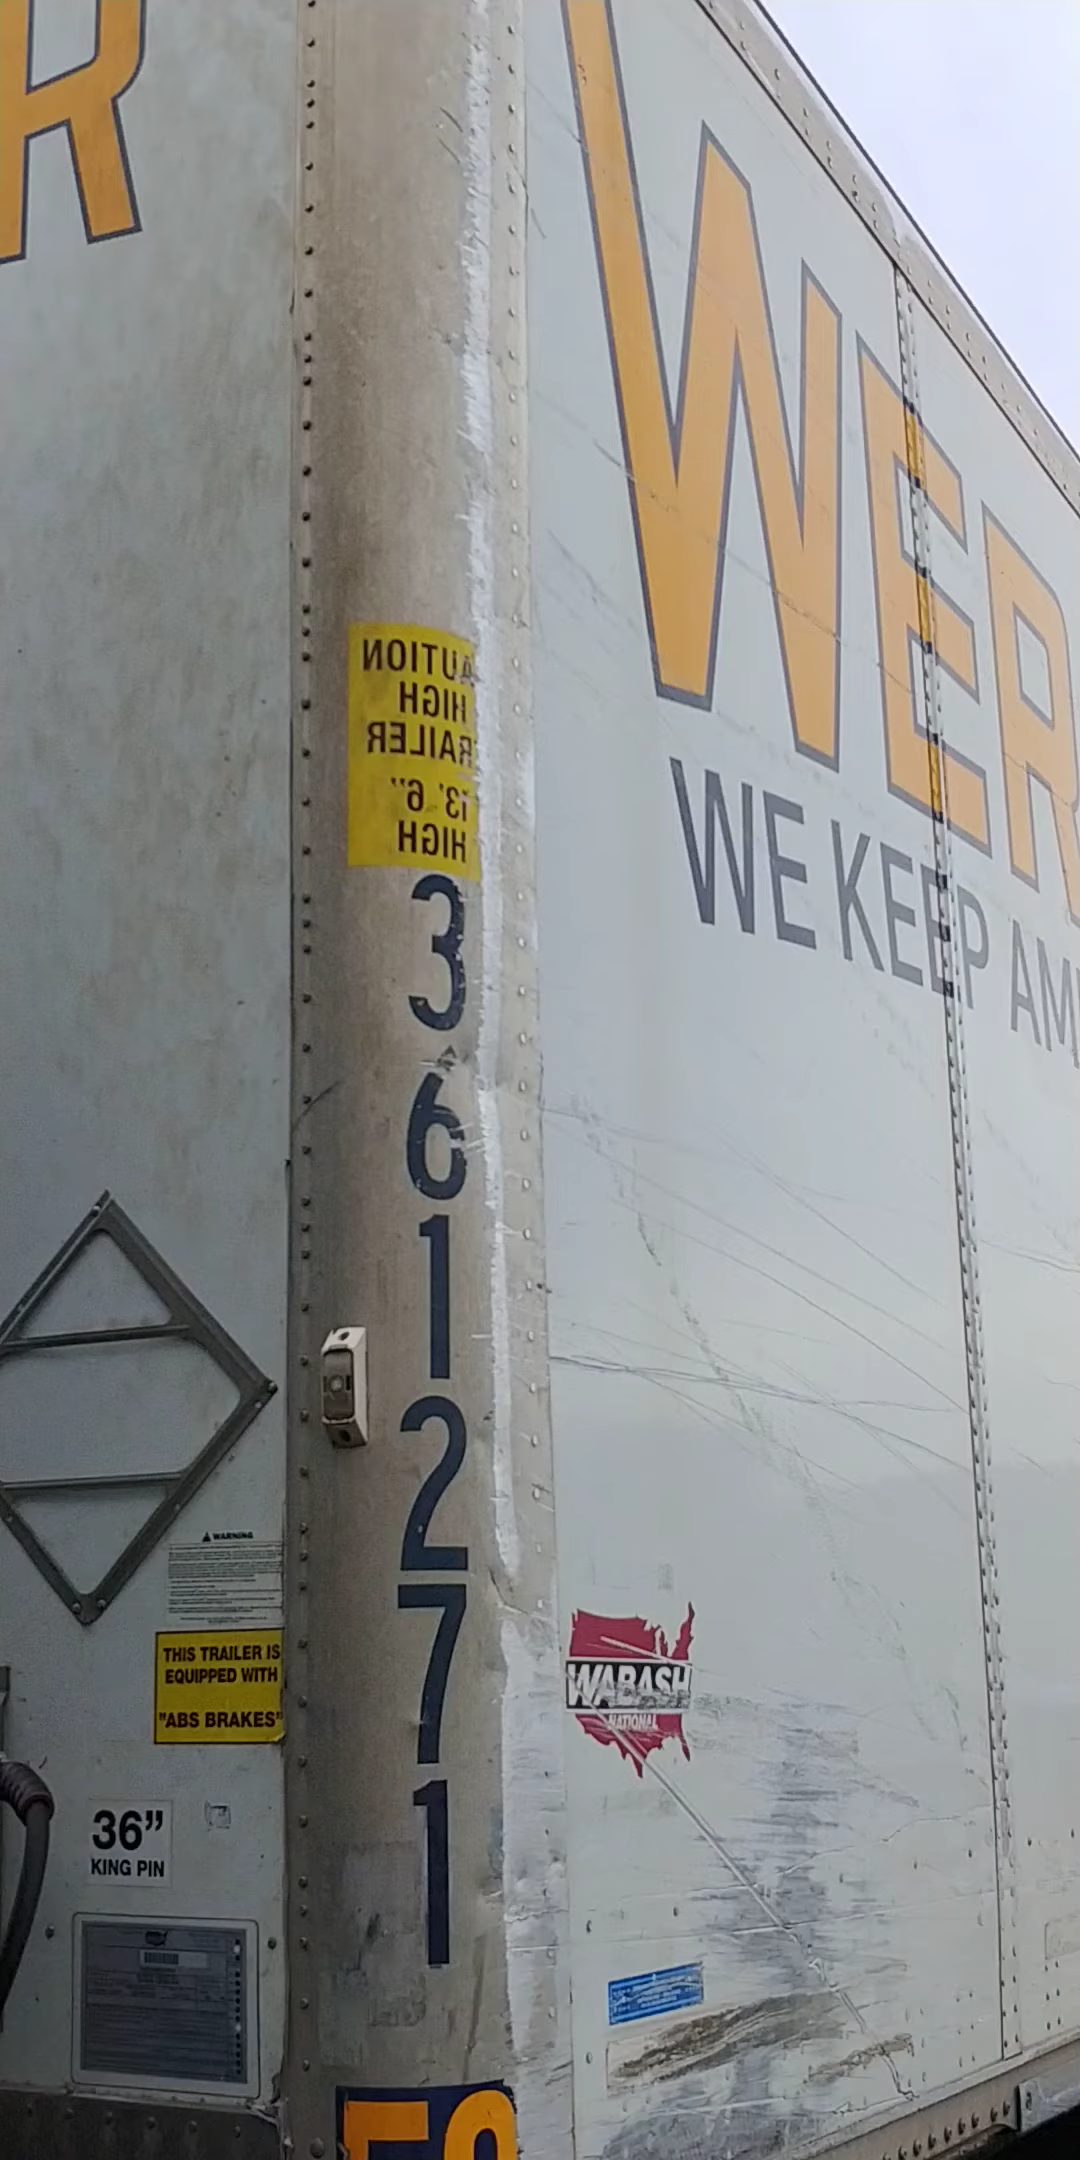 R
WER
WE KEEP AM
AUTION
HIGH
RAILER
13' 6"
HIGH
3
6
1
2
7
1
WARNING
THIS TRAILER IS
EQUIPPED WITH
"ABS BRAKES"
36"
KING PIN
WABASH
NATIONAL